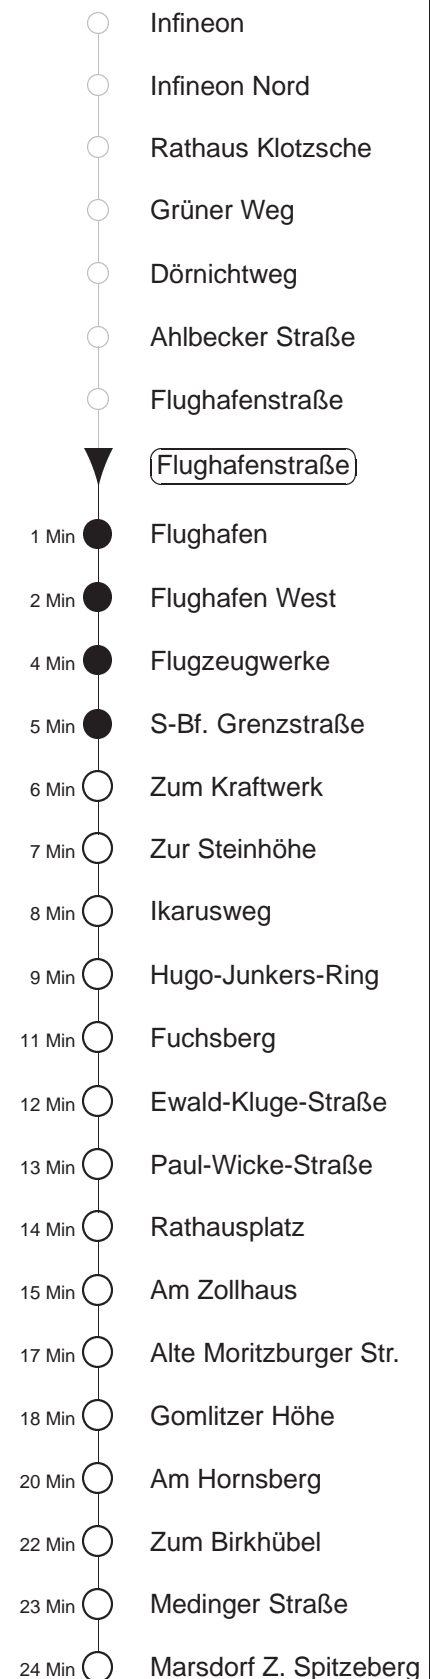 Infineon
Infineon Nord
Rathaus Klotzsche
Grüner Weg
Dörnichtweg
Ahlbecker Straße
Flughafenstraße
Flughafenstraße
1 Min Flughafen
2 Min Flughafen West
4 Min Flugzeugwerke
5 Min S-Bf. Grenzstraße
6 Min Zum Kraftwerk
7 Min Zur Steinhöhe
8 Min Ikarusweg
9 Min Hugo-Junkers-Ring
11 Min Fuchsberg
12 Min Ewald-Kluge-Straße
13 Min Paul-Wicke-Straße
14 Min Rathausplatz
15 Min Am Zollhaus
17 Min Alte Moritzburger Str.
18 Min Gomlitzer Höhe
20 Min Am Hornsberg
22 Min Zum Birkhübel
23 Min Medinger Straße
24 Min Marsdorf Z. Spitzeberg